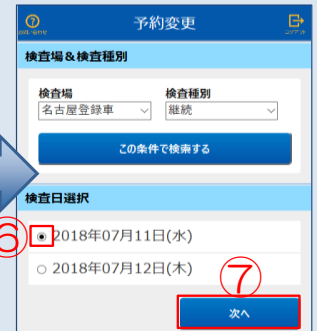 予約変更
お問い合わせ
ログアウト
検査場&検査種別
検査場 検査種別
名古屋登録車 継続
この条件で検索する
検査日選択
⑥ 2018年07月11日(水)
2018年07月12日(木)
⑦
次へ